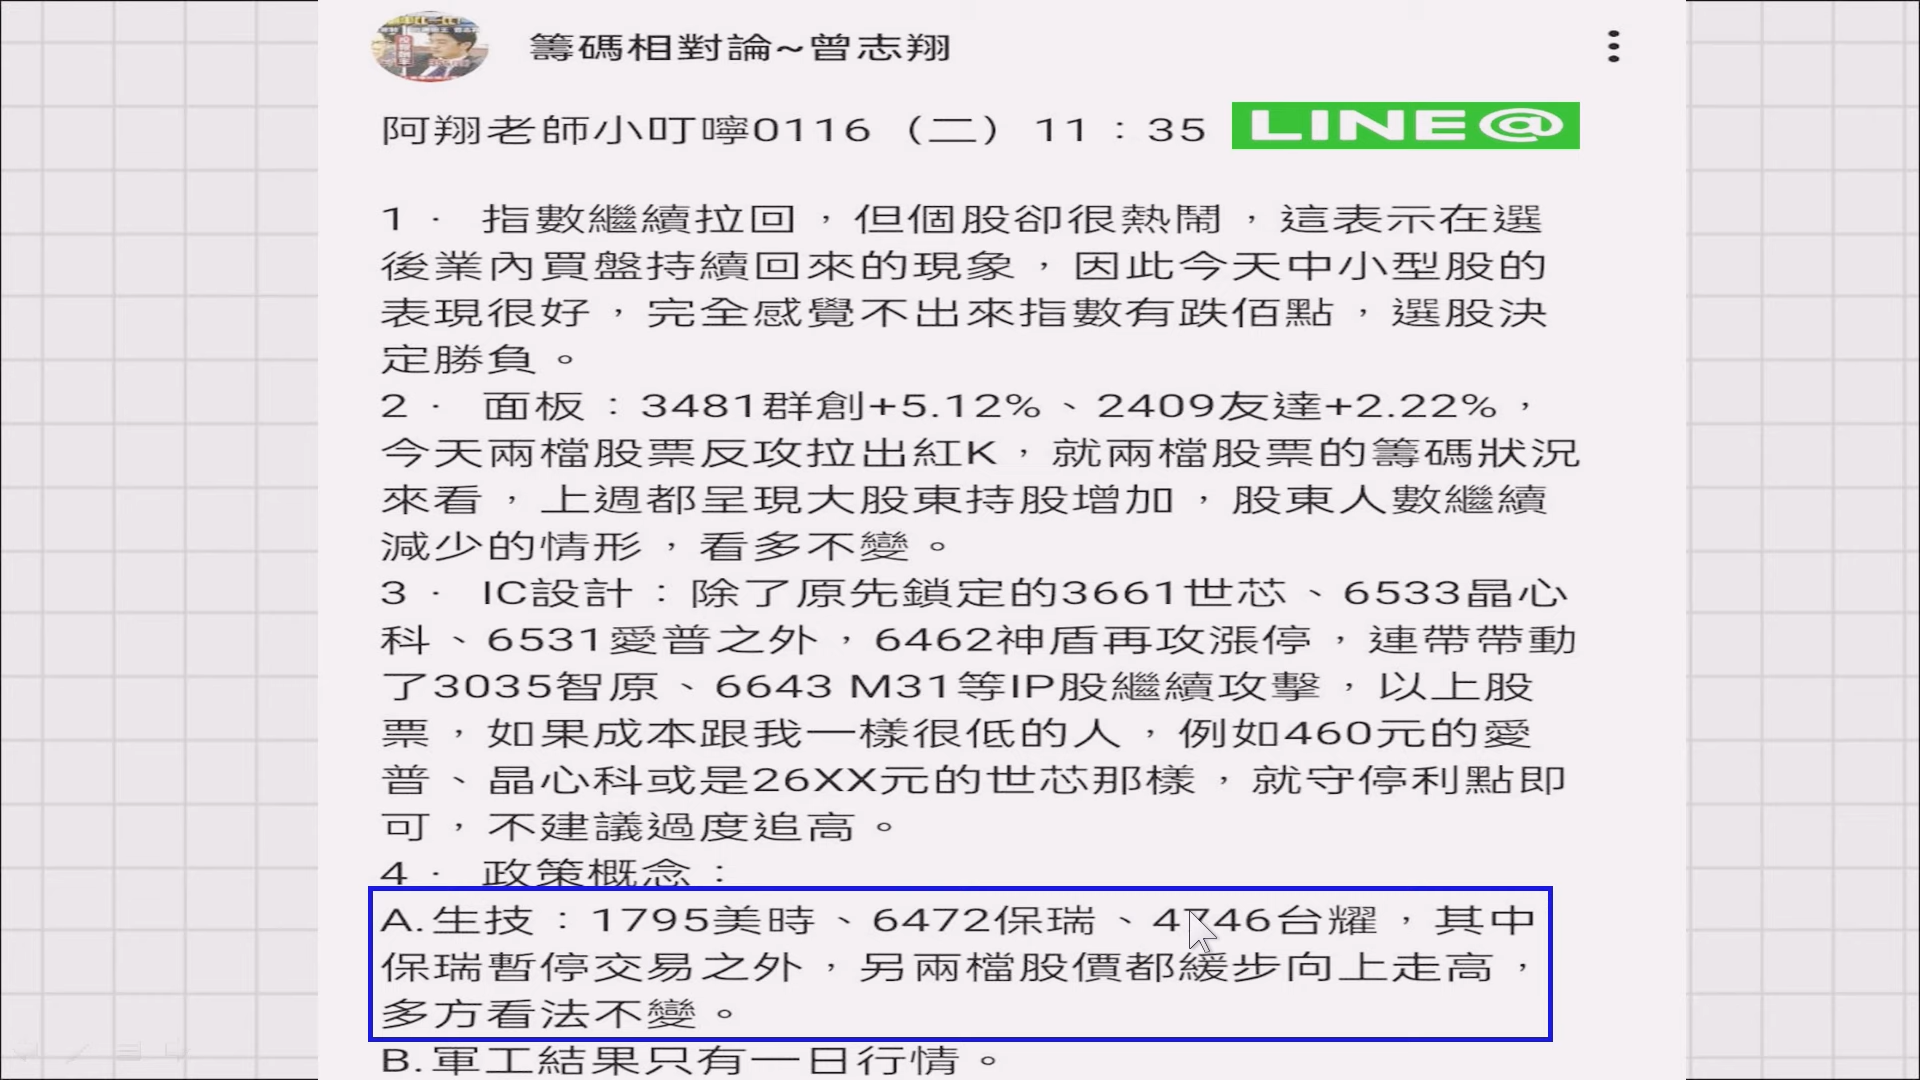 籌碼相對論~曾志翔
阿翔老師小叮嚀0116（二）11：35 LINE@
1． 指數繼續拉回，但個股卻很熱鬧，這表示在選
後業內買盤持續回來的現象，因此今天中小型股的
表現很好，完全感覺不出來指數有跌佰點，選股決
定勝負。
2． 面板：3481群創+5.12%、2409友達+2.22%，
今天兩檔股票反攻拉出紅K，就兩檔股票的籌碼狀況
來看，上週都呈現大股東持股增加，股東人數繼續
減少的情形，看多不變。
3． IC設計：除了原先鎖定的3661世芯、6533晶心
科、6531愛普之外，6462神盾再攻漲停，連帶帶動
了3035智原、6643 M31等IP股繼續攻擊，以上股
票，如果成本跟我一樣很低的人，例如460元的愛
普、晶心科或是26XX元的世芯那樣，就守停利點即
可，不建議過度追高。
4． 政策概念：
A.生技：1795美時、6472保瑞、4746台耀，其中
保瑞暫停交易之外，另兩檔股價都緩步向上走高，
多方看法不變。
B.軍工結果只有一日行情。